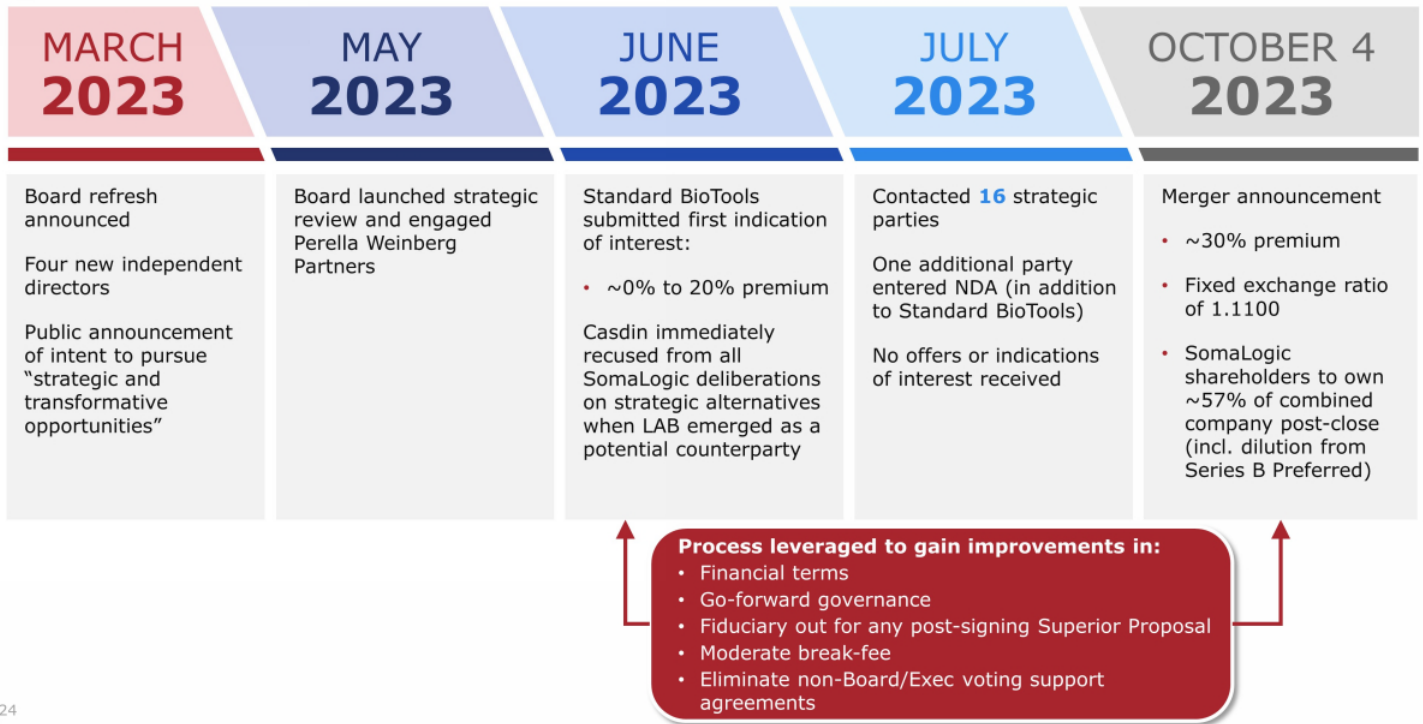 MARCH
2023
MAY
2023
JUNE
2023
JULY
2023
OCTOBER 4
2023
Board refresh
announced
Four new independent
directors
Public announcement
of intent to pursue
“strategic and
transformative
opportunities”
Board launched strategic
review and engaged
Perella Weinberg
Partners
Standard BioTools
submitted first indication
of interest:
• ~0% to 20% premium
Casdin immediately
recused from all
SomaLogic deliberations
on strategic alternatives
when LAB emerged as a
potential counterparty
Contacted 16 strategic
parties
One additional party
entered NDA (in addition
to Standard BioTools)
No offers or indications
of interest received
Merger announcement
• ~30% premium
• Fixed exchange ratio
of 1.1100
• SomaLogic
shareholders to own
~57% of combined
company post-close
(incl. dilution from
Series B Preferred)
Process leveraged to gain improvements in:
• Financial terms
• Go-forward governance
• Fiduciary out for any post-signing Superior Proposal
• Moderate break-fee
• Eliminate non-Board/Exec voting support
agreements
24